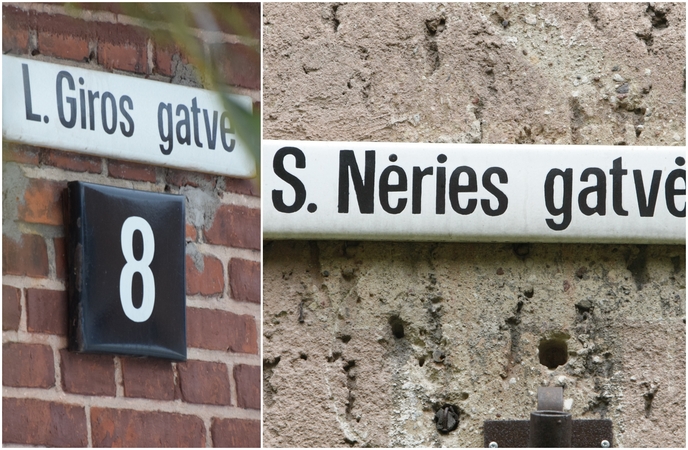 L. Giros gatvė
8
S. Nėries gatvė